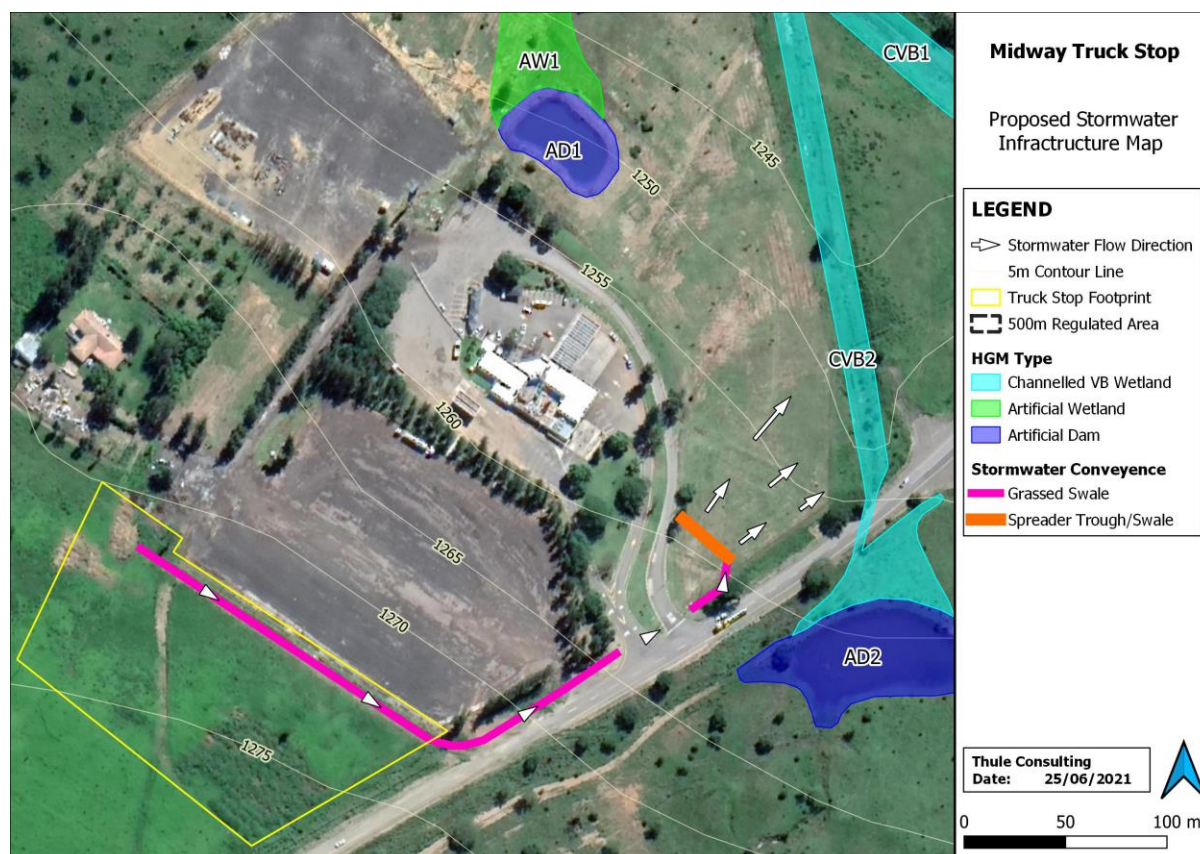 Midway Truck Stop
Proposed Stormwater
Infractructure Map
LEGEND
Stormwater Flow Direction
5m Contour Line
Truck Stop Footprint
500m Regulated Area
HGM Type
Channelled VB Wetland
Artificial Wetland
Artificial Dam
Stormwater Conveyence
Grassed Swale
Spreader Trough/Swale
Thule Consulting
Date: 25/06/2021
0 50 100 m
AW1
CVB1
AD1
1245
1250
1255
CVB2
1260
1265
1270
AD2
1275